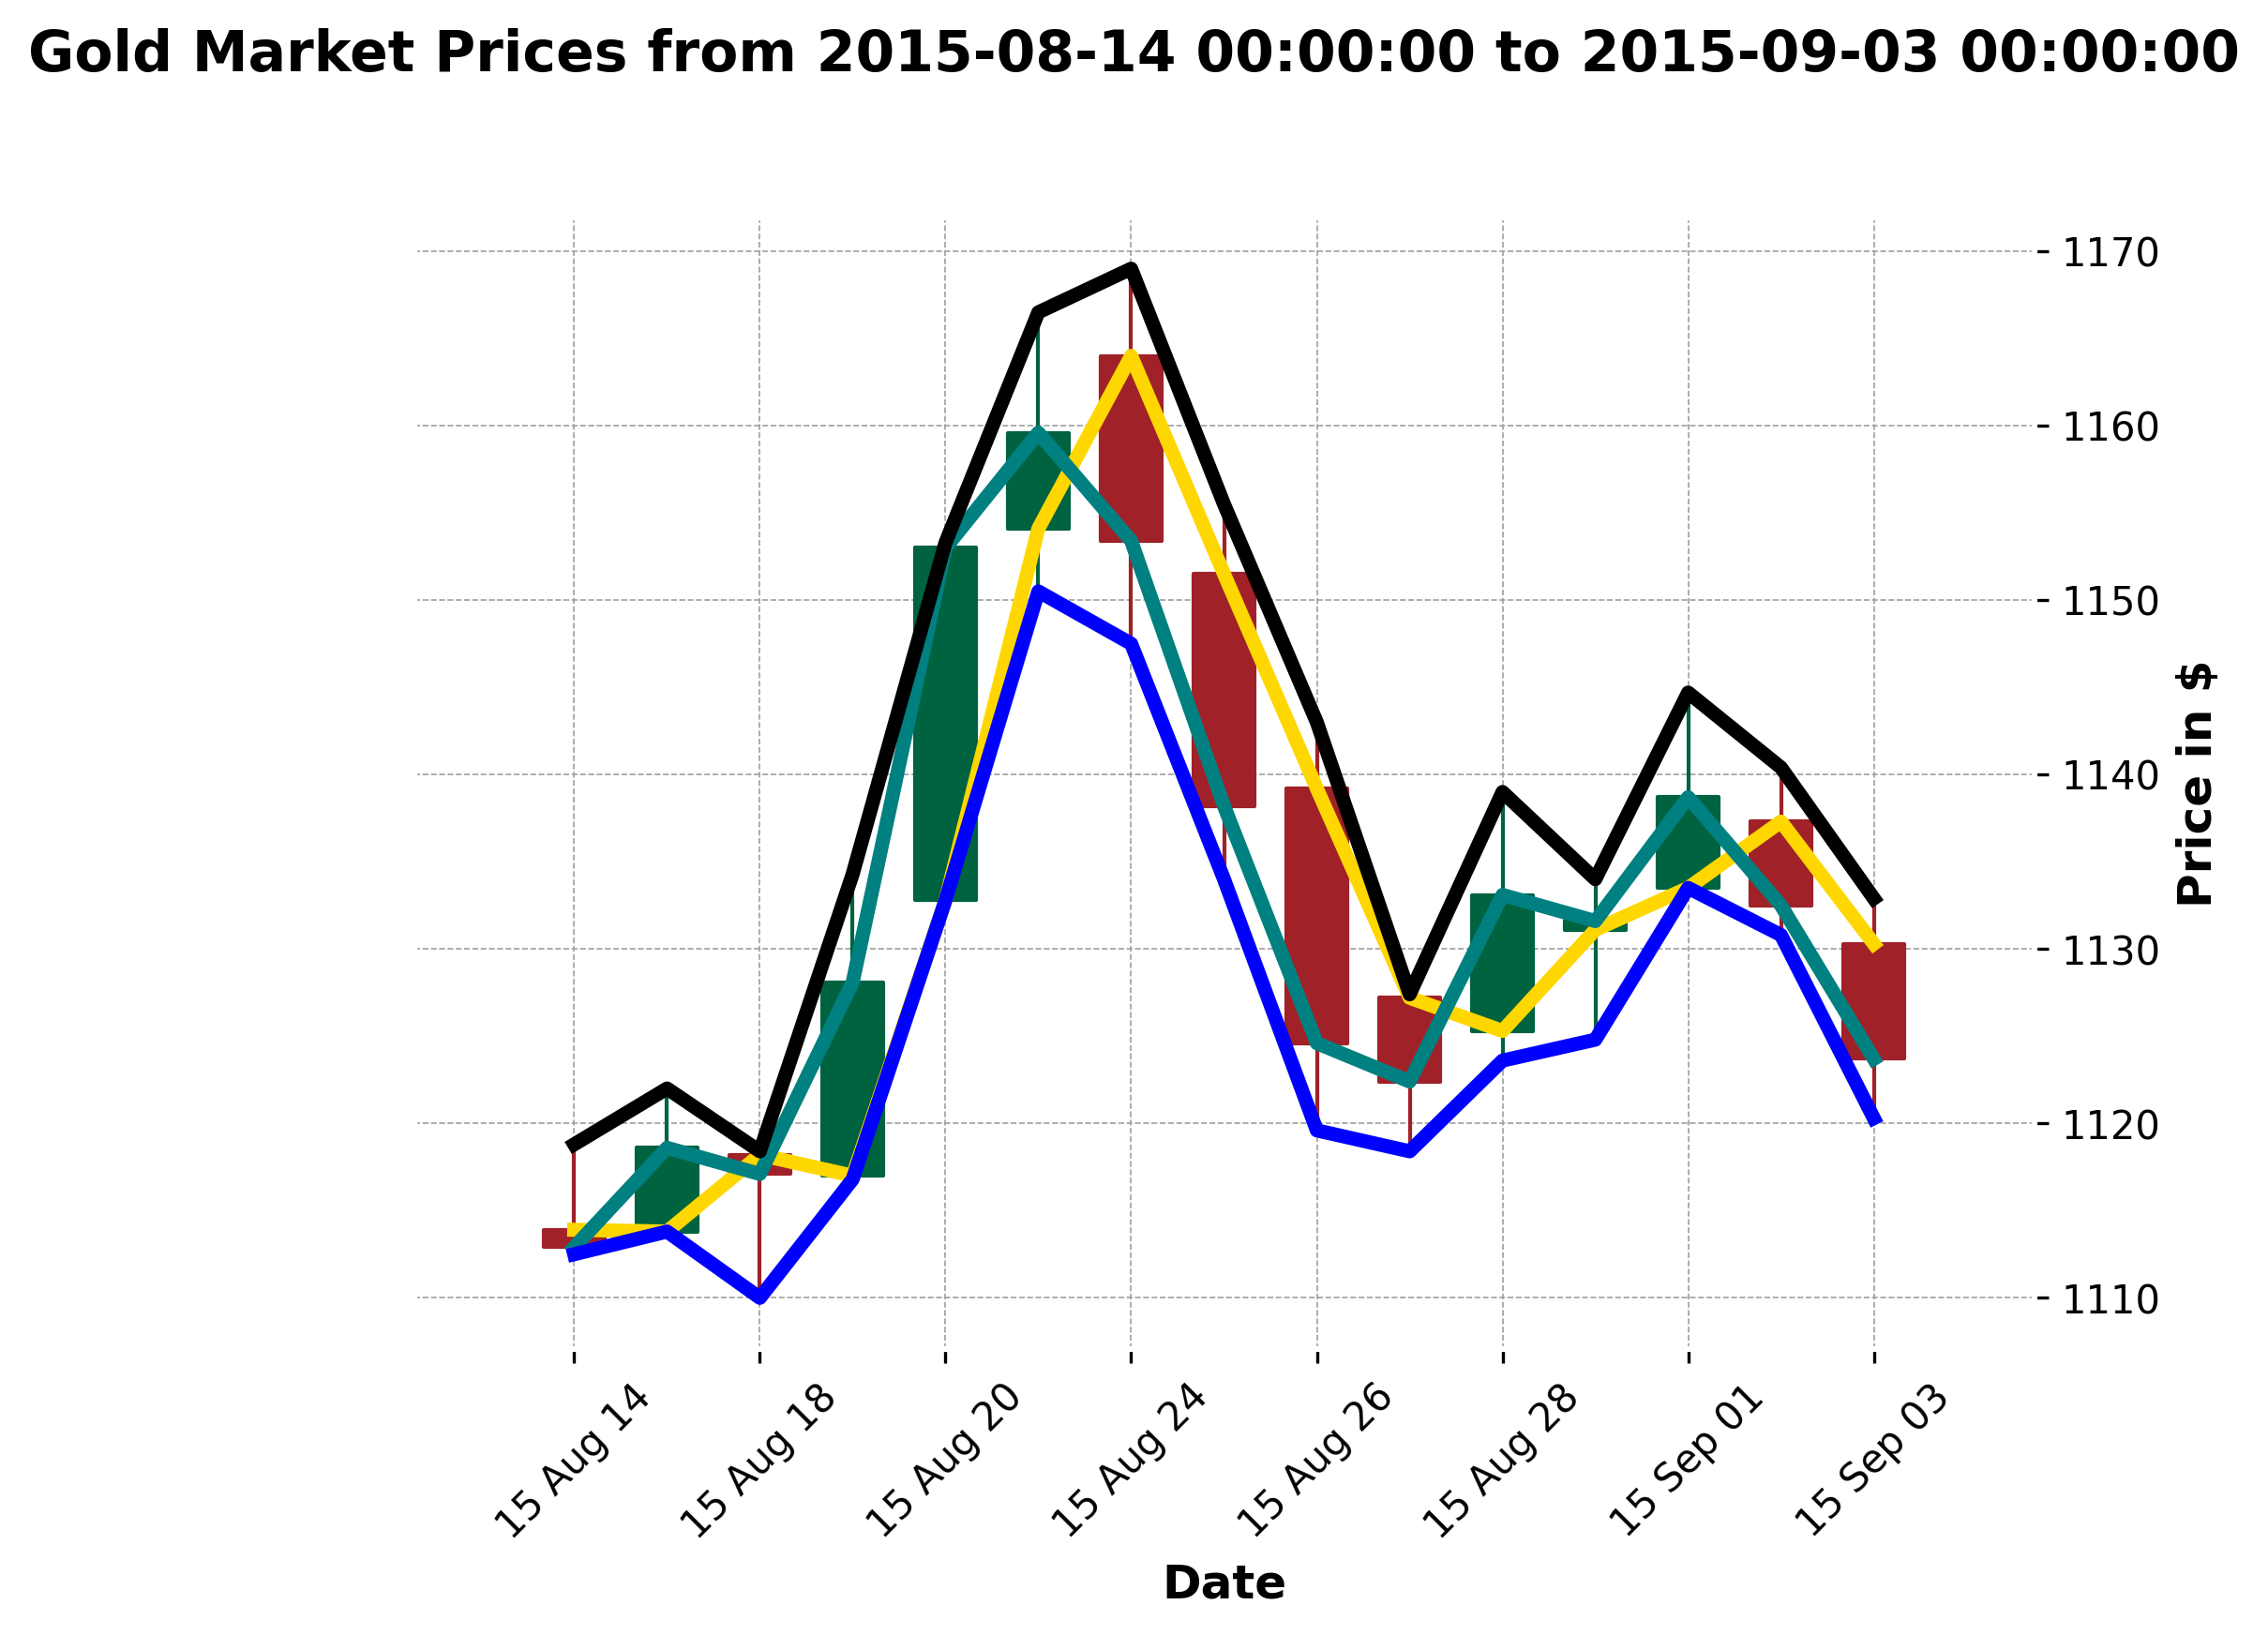 Gold Market Prices from 2015-08-14 00:00:00 to 2015-09-03 00:00:00
1170
1160
1150
1140
1130
1120
1110
Price in $
15 Aug 14
15 Aug 18
15 Aug 20
15 Aug 24
15 Aug 26
15 Aug 28
15 Sep 01
15 Sep 03
Date